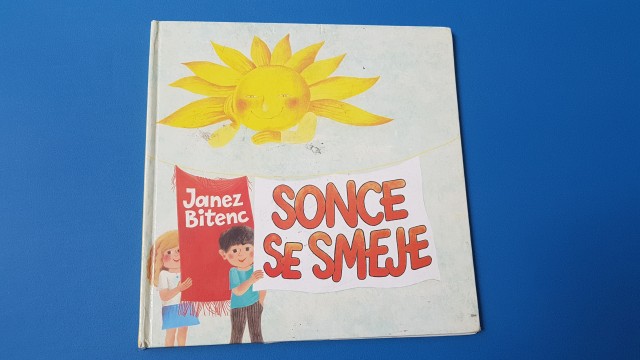 Janez
Bitenc
SONCE
SE SMEJE